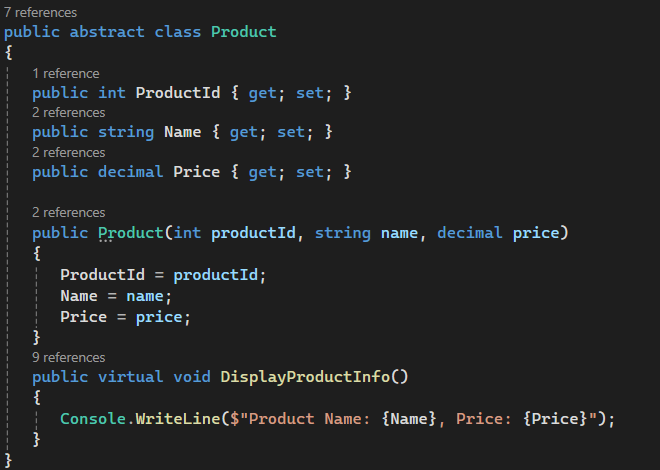 7 references
public abstract class Product
{
1 reference
public int ProductId { get; set; }
2 references
public string Name { get; set; }
2 references
public decimal Price { get; set; }
2 references
public Product(int productId, string name, decimal price)
{
ProductId = productId;
Name = name;
Price = price;
}
9 references
public virtual void DisplayProductInfo()
{
Console.WriteLine($"Product Name: {Name}, Price: {Price}");
}
}